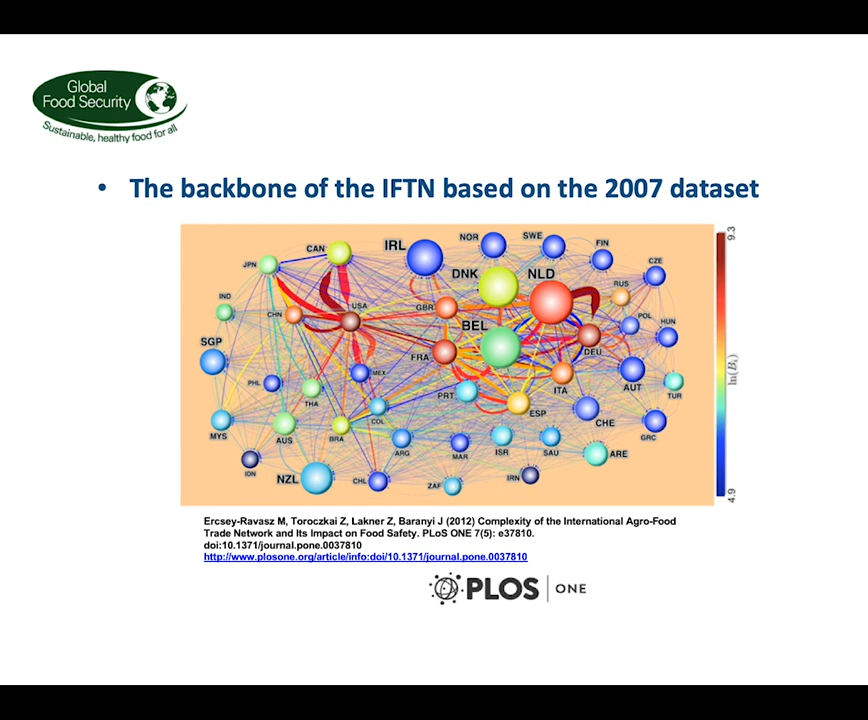 Global
Food Security
Sustainable, healthy food for all
• The backbone of the IFTN based on the 2007 dataset
9.3
ln(Bᵢ)
4.9
NOR
SWE
FIN
CAN
IRL
JPN
CZE
DNK
NLD
RUS
IND
USA
GBR
CHN
POL
HUN
BEL
SGP
FRA
DEU
MEX
PHL
THA
PRT
ITA
AUT
TUR
ESP
COL
CHE
MYS
AUS
BRA
GRC
ARG
MAR
ISR
SAU
ARE
IDN
NZL
CHL
ZAF
IRN
Ercsey-Ravasz M, Toroczkai Z, Lakner Z, Baranyi J (2012) Complexity of the International Agro-Food
Trade Network and Its Impact on Food Safety. PLoS ONE 7(5): e37810.
doi:10.1371/journal.pone.0037810
http://www.plosone.org/article/info:doi/10.1371/journal.pone.0037810
PLOS | ONE